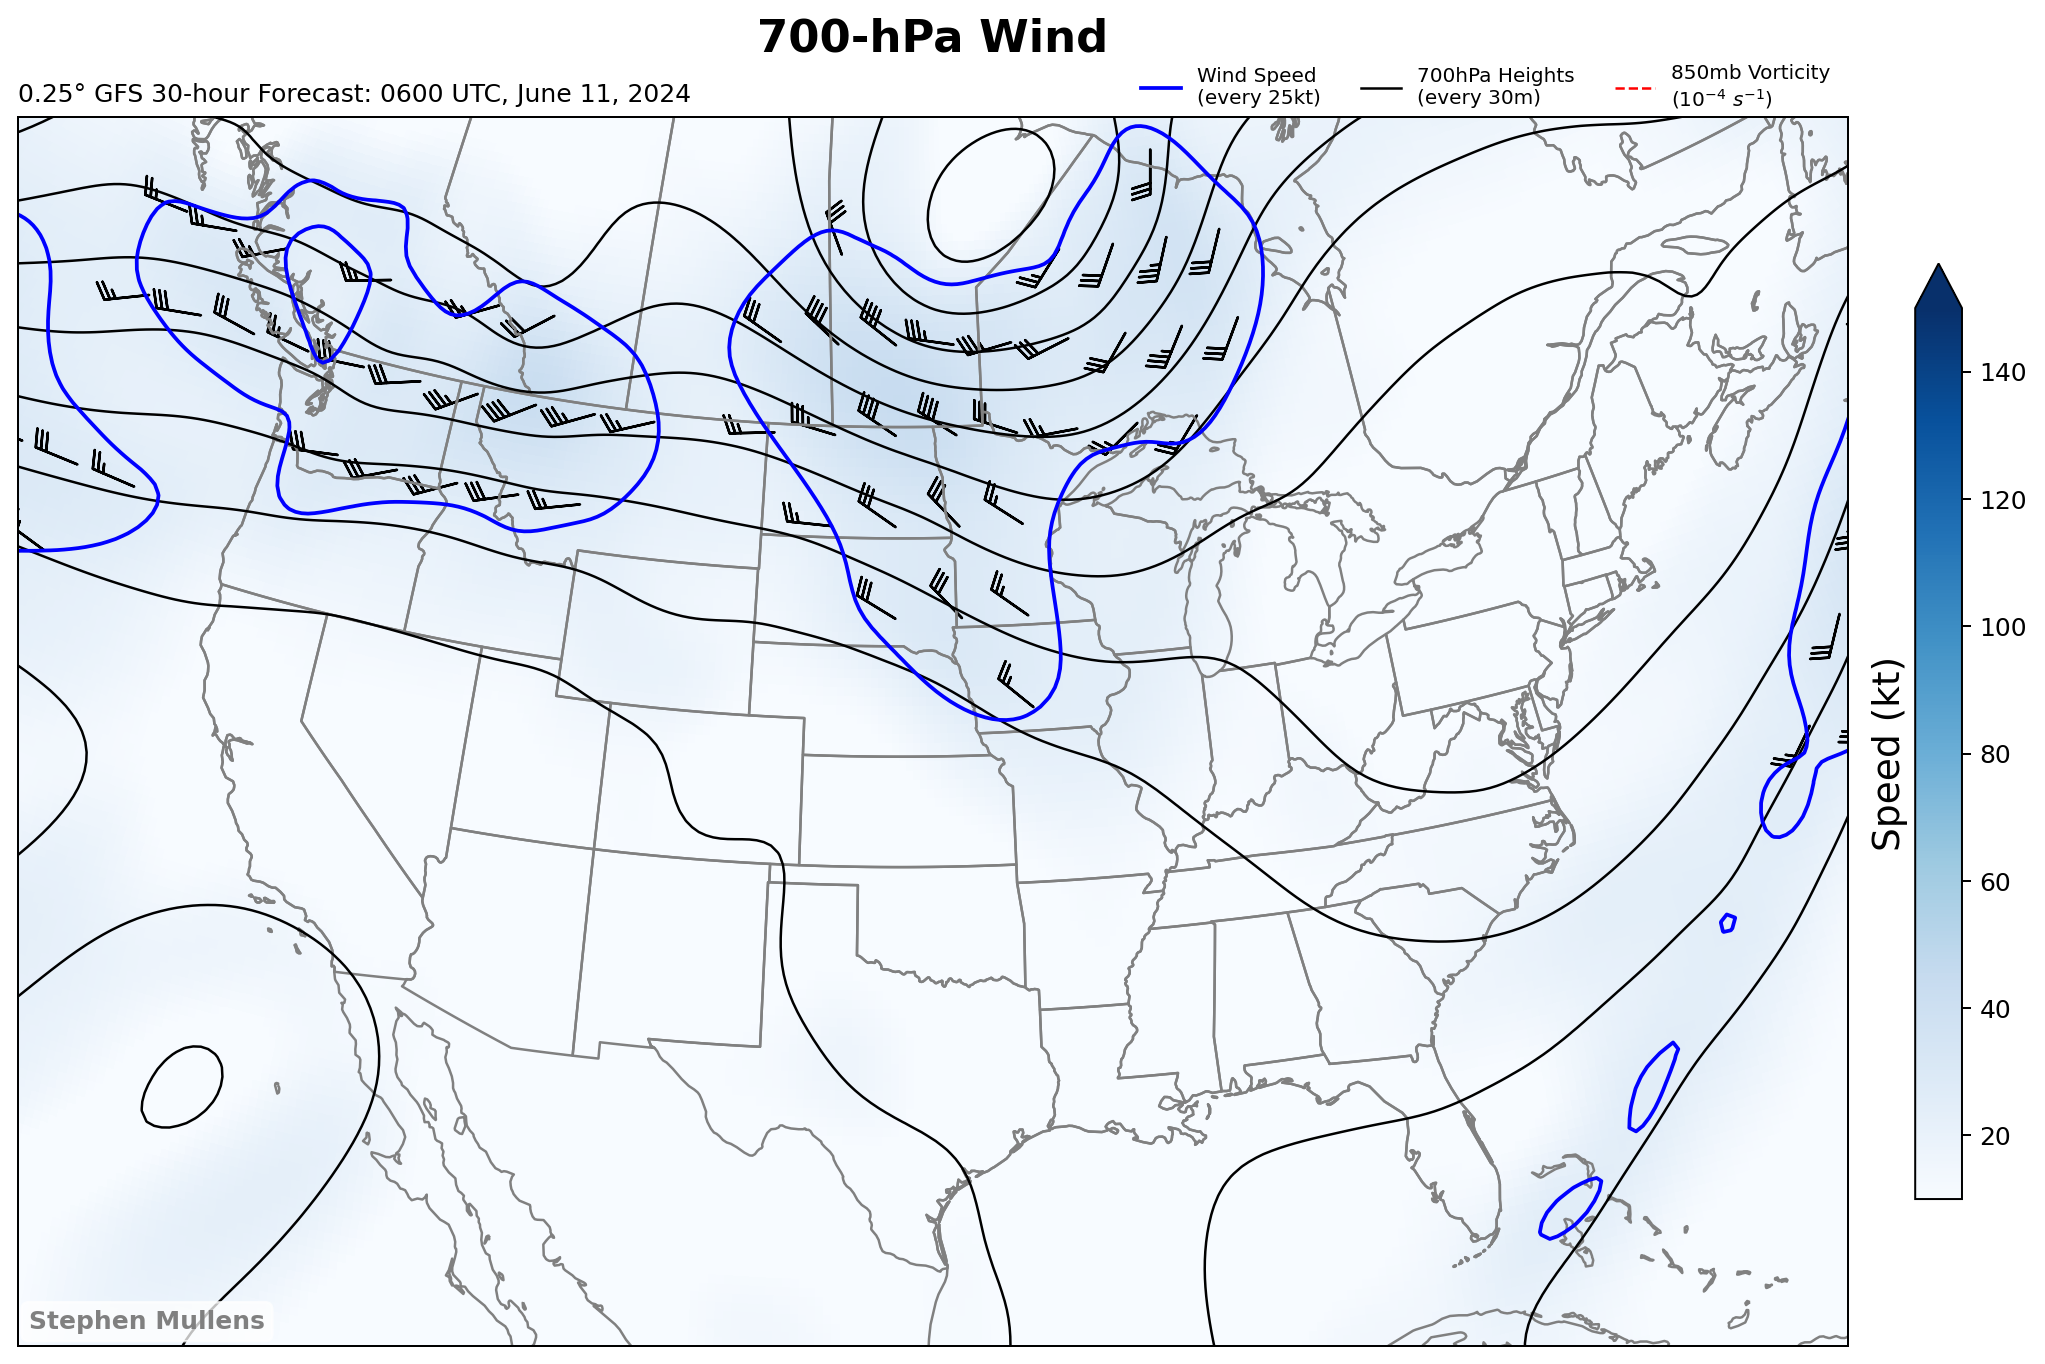 700-hPa Wind
0.25° GFS 30-hour Forecast: 0600 UTC, June 11, 2024
Wind Speed
(every 25kt)
700hPa Heights
(every 30m)
850mb Vorticity
(10⁻⁴ s⁻¹)
140
120
100
80
60
40
20
Speed (kt)
Stephen Mullens